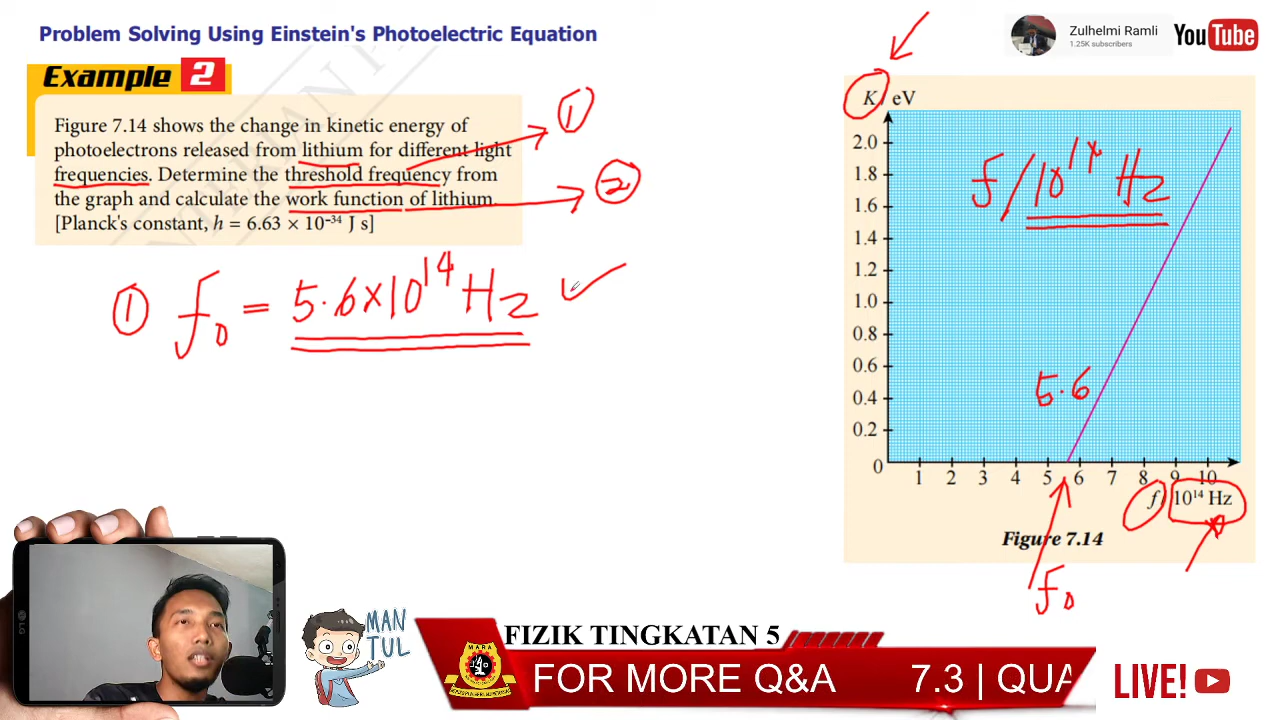 Problem Solving Using Einstein's Photoelectric Equation
Zulhelmi Ramli
1.25K subscribers
YouTube
Example 2
Figure 7.14 shows the change in kinetic energy of
photoelectrons released from lithium for different light
frequencies. Determine the threshold frequency from
the graph and calculate the work function of lithium.
[Planck's constant, h = 6.63 × 10⁻³⁴ J s]
1
2
① f₀ = 5.6×10¹⁴ Hz ✓
K/ eV
2.0
1.8
1.6
1.4
1.2
1.0
0.8
0.6
0.4
0.2
0
1 2 3 4 5 6 7 8 9 10
f/10¹⁴ Hz
5.6
f/ 10¹⁴ Hz
Figure 7.14
f₀
LG
MAN
TUL
MARA
FIZIK TINGKATAN 5
FOR MORE Q&A 7.3 | QUA
LIVE!